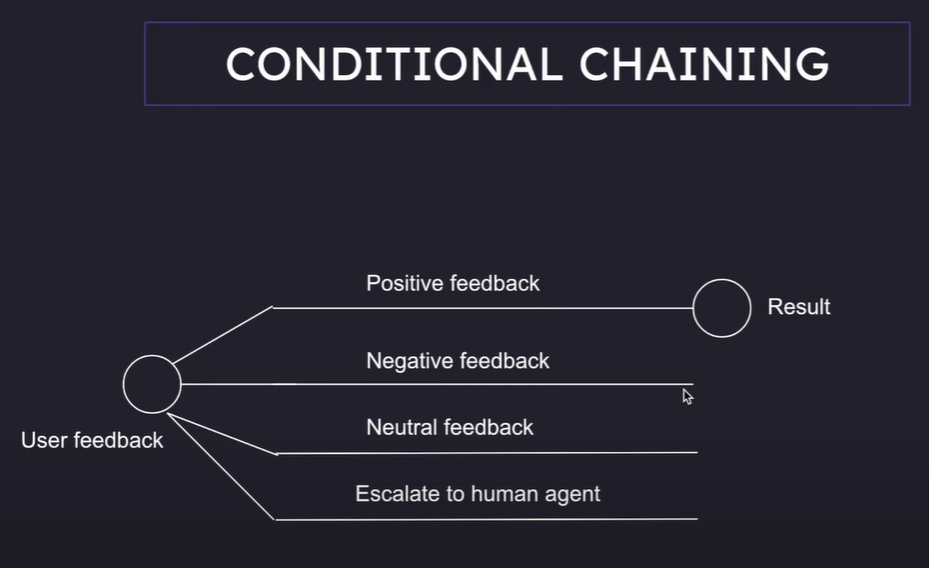 CONDITIONAL CHAINING
Positive feedback
Result
Negative feedback
Neutral feedback
User feedback
Escalate to human agent